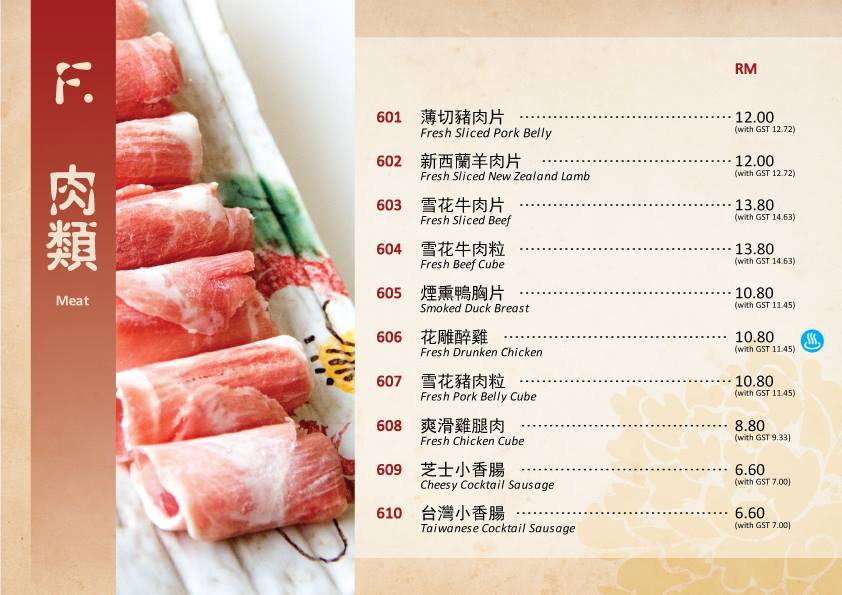 F.
肉類
Meat
RM
601 薄切豬肉片 12.00
Fresh Sliced Pork Belly (with GST 12.72)
602 新西蘭羊肉片 12.00
Fresh Sliced New Zealand Lamb (with GST 12.72)
603 雪花牛肉片 13.80
Fresh Sliced Beef (with GST 14.63)
604 雪花牛肉粒 13.80
Fresh Beef Cube (with GST 14.63)
605 煙熏鴨胸片 10.80
Smoked Duck Breast (with GST 11.45)
606 花雕醉雞 10.80
Fresh Drunken Chicken (with GST 11.45)
607 雪花豬肉粒 10.80
Fresh Pork Belly Cube (with GST 11.45)
608 爽滑雞腿肉 8.80
Fresh Chicken Cube (with GST 9.33)
609 芝士小香腸 6.60
Cheesy Cocktail Sausage (with GST 7.00)
610 台灣小香腸 6.60
Taiwanese Cocktail Sausage (with GST 7.00)